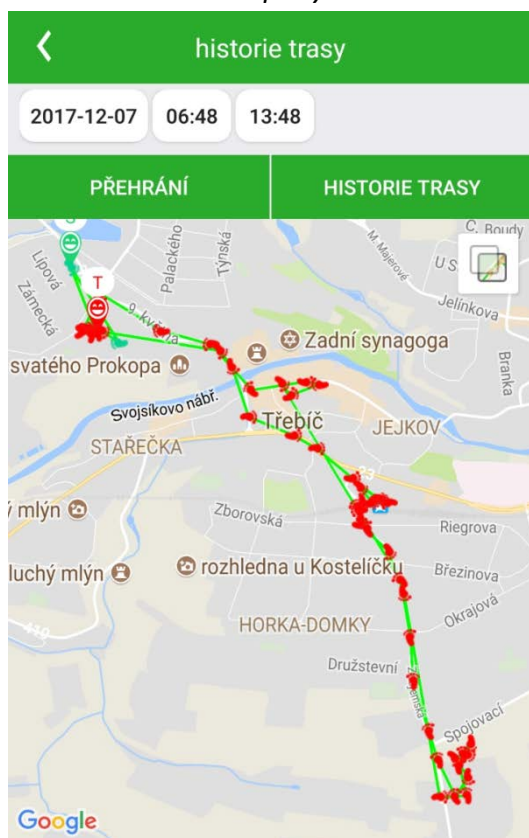 historie trasy
2017-12-07 06:48 13:48
PŘEHRÁNÍ HISTORIE TRASY
C. Boudy
Lípová
Palackého
Týnská
M. Majerové
U S
T
Jelínkova
Zámecká
9. května
Zadní synagoga
Branka
svatého Prokopa
Svojsíkovo nábř.
Třebíč
JEJKOV
STAŘEČKA
23
ý mlýn
Zborovská
Riegrova
luchý mlýn
rozhledna u Kostelíčku
Březinova
Okrajová
410
HORKA-DOMKY
Družstevní
Spojovací
Google